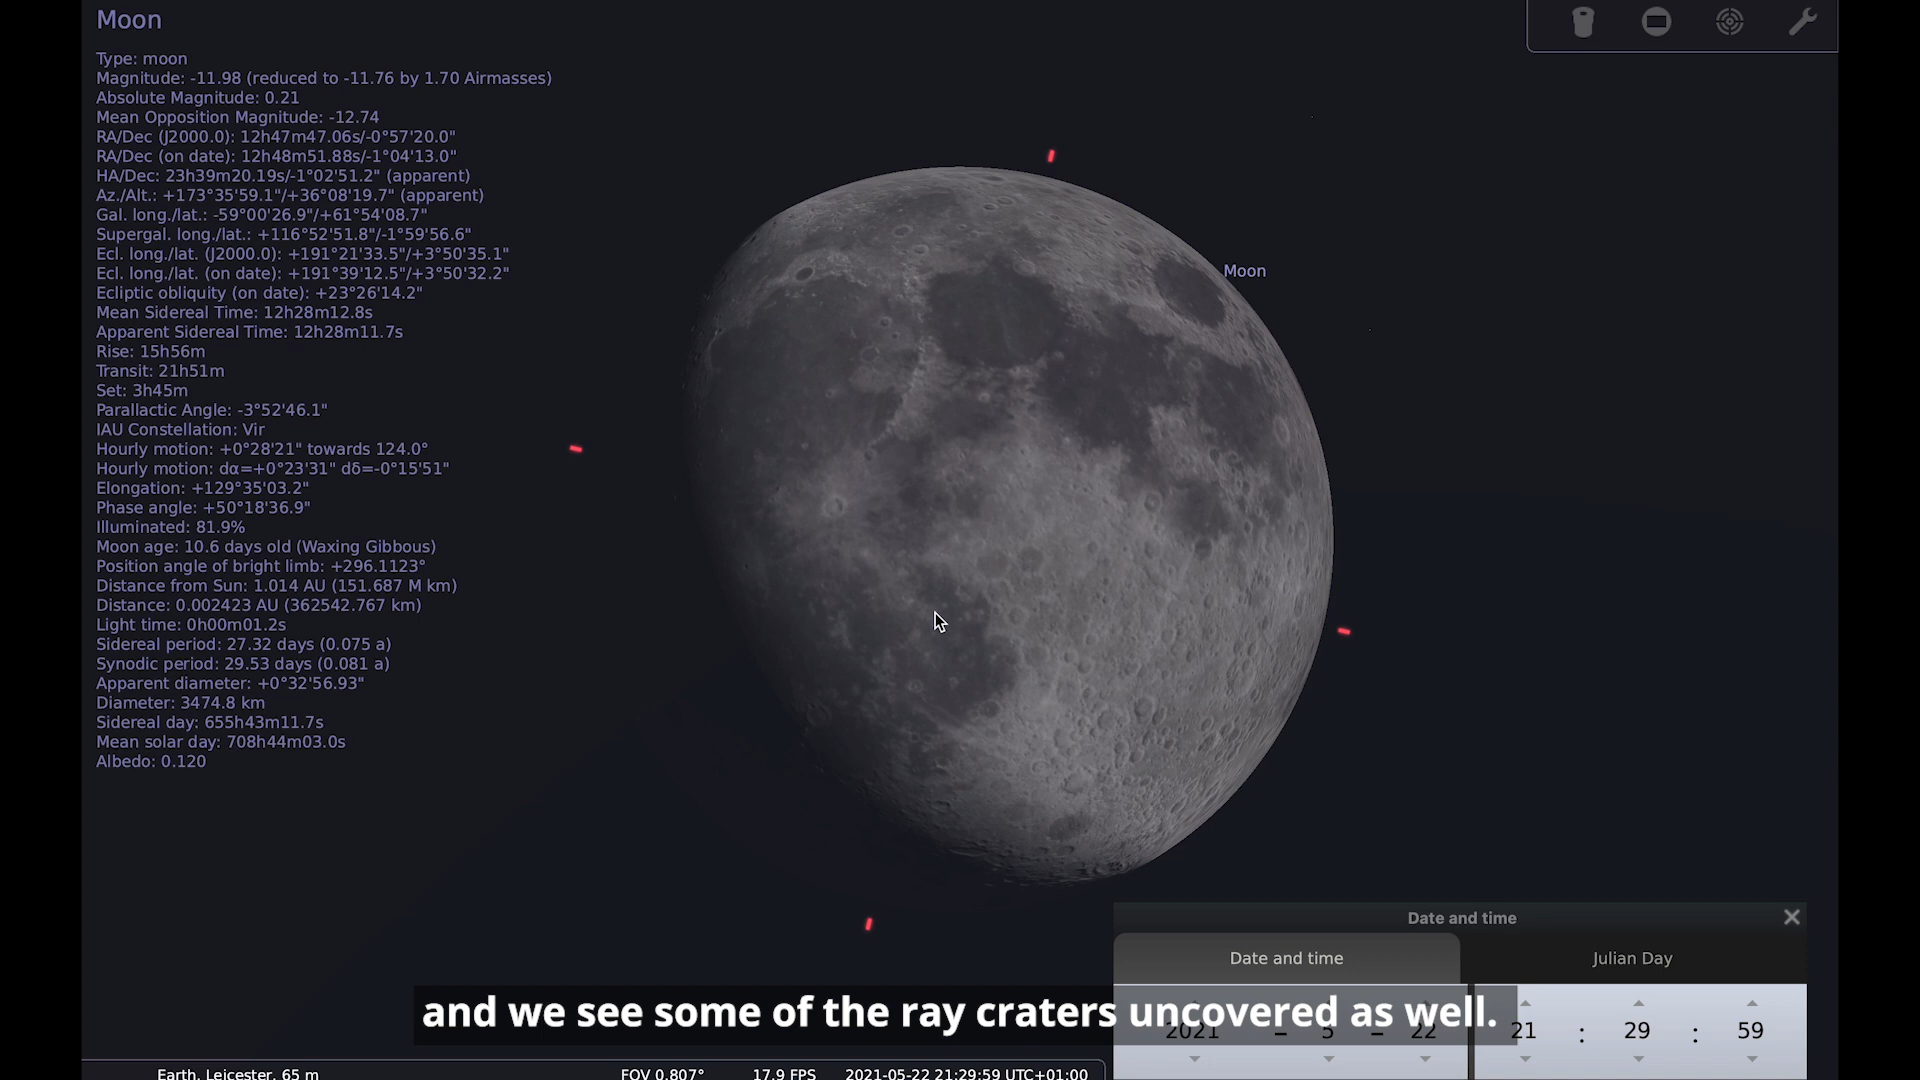 Moon
Type: moon
Magnitude: -11.98 (reduced to -11.76 by 1.70 Airmasses)
Absolute Magnitude: 0.21
Mean Opposition Magnitude: -12.74
RA/Dec (J2000.0): 12h47m47.06s/-0°57'20.0"
RA/Dec (on date): 12h48m51.88s/-1°04'13.0"
HA/Dec: 23h39m20.19s/-1°02'51.2" (apparent)
Az./Alt.: +173°35'59.1"/+36°08'19.7" (apparent)
Gal. long./lat.: -59°00'26.9"/+61°54'08.7"
Supergal. long./lat.: +116°52'51.8"/-1°59'56.6"
Ecl. long./lat. (J2000.0): +191°21'33.5"/+3°50'35.1"
Ecl. long./lat. (on date): +191°39'12.5"/+3°50'32.2"
Ecliptic obliquity (on date): +23°26'14.2"
Mean Sidereal Time: 12h28m12.8s
Apparent Sidereal Time: 12h28m11.7s
Rise: 15h56m
Transit: 21h51m
Set: 3h45m
Parallactic Angle: -3°52'46.1"
IAU Constellation: Vir
Hourly motion: +0°28'21" towards 124.0°
Hourly motion: dα=+0°23'31" dδ=-0°15'51"
Elongation: +129°35'03.2"
Phase angle: +50°18'36.9"
Illuminated: 81.9%
Moon age: 10.6 days old (Waxing Gibbous)
Position angle of bright limb: +296.1123°
Distance from Sun: 1.014 AU (151.687 M km)
Distance: 0.002423 AU (362542.767 km)
Light time: 0h00m01.2s
Sidereal period: 27.32 days (0.075 a)
Synodic period: 29.53 days (0.081 a)
Apparent diameter: +0°32'56.93"
Diameter: 3474.8 km
Sidereal day: 655h43m11.7s
Mean solar day: 708h44m03.0s
Albedo: 0.120
Moon
Date and time
Date and time Julian Day
and we see some of the ray craters uncovered as well.
2021 – 5 – 22 21 : 29 : 59
Earth, Leicester, 65 m FOV 0.807° 17.9 FPS 2021-05-22 21:29:59 UTC+01:00